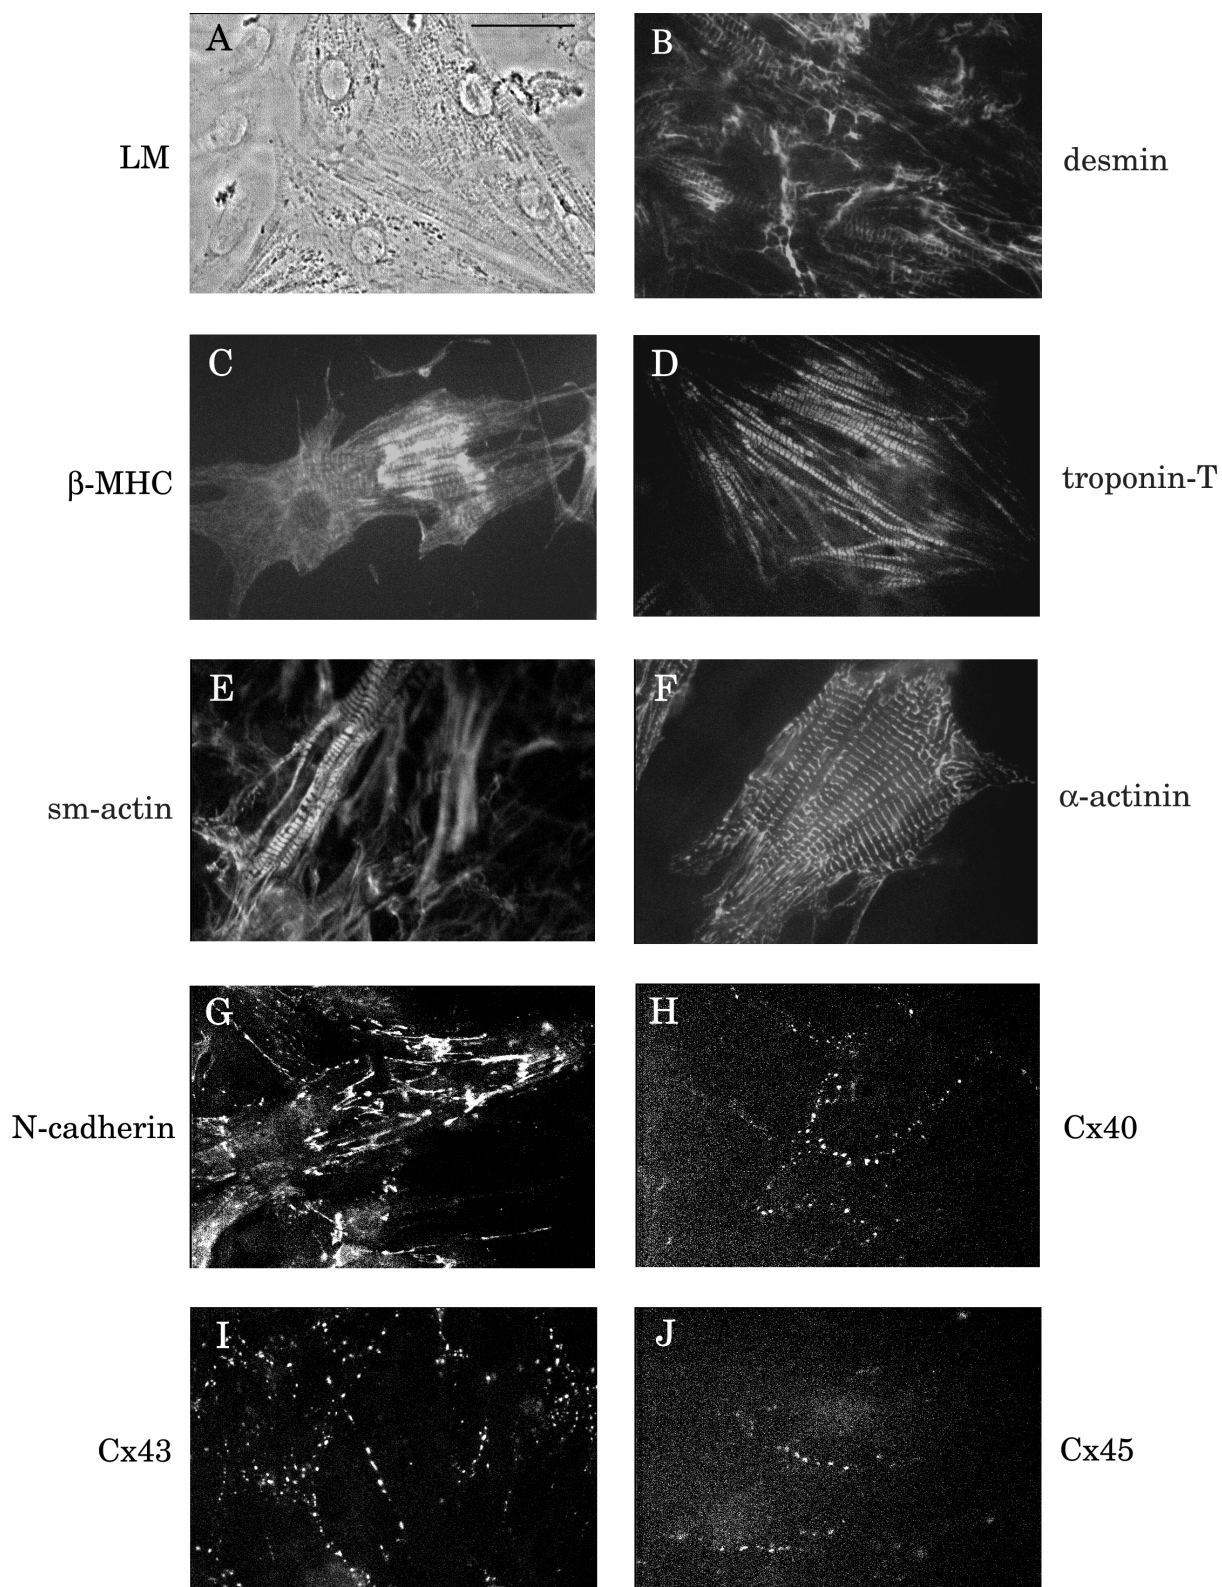 A
B
LM
desmin
C
D
β-MHC
troponin-T
E
F
sm-actin
α-actinin
G
H
N-cadherin
Cx40
I
J
Cx43
Cx45